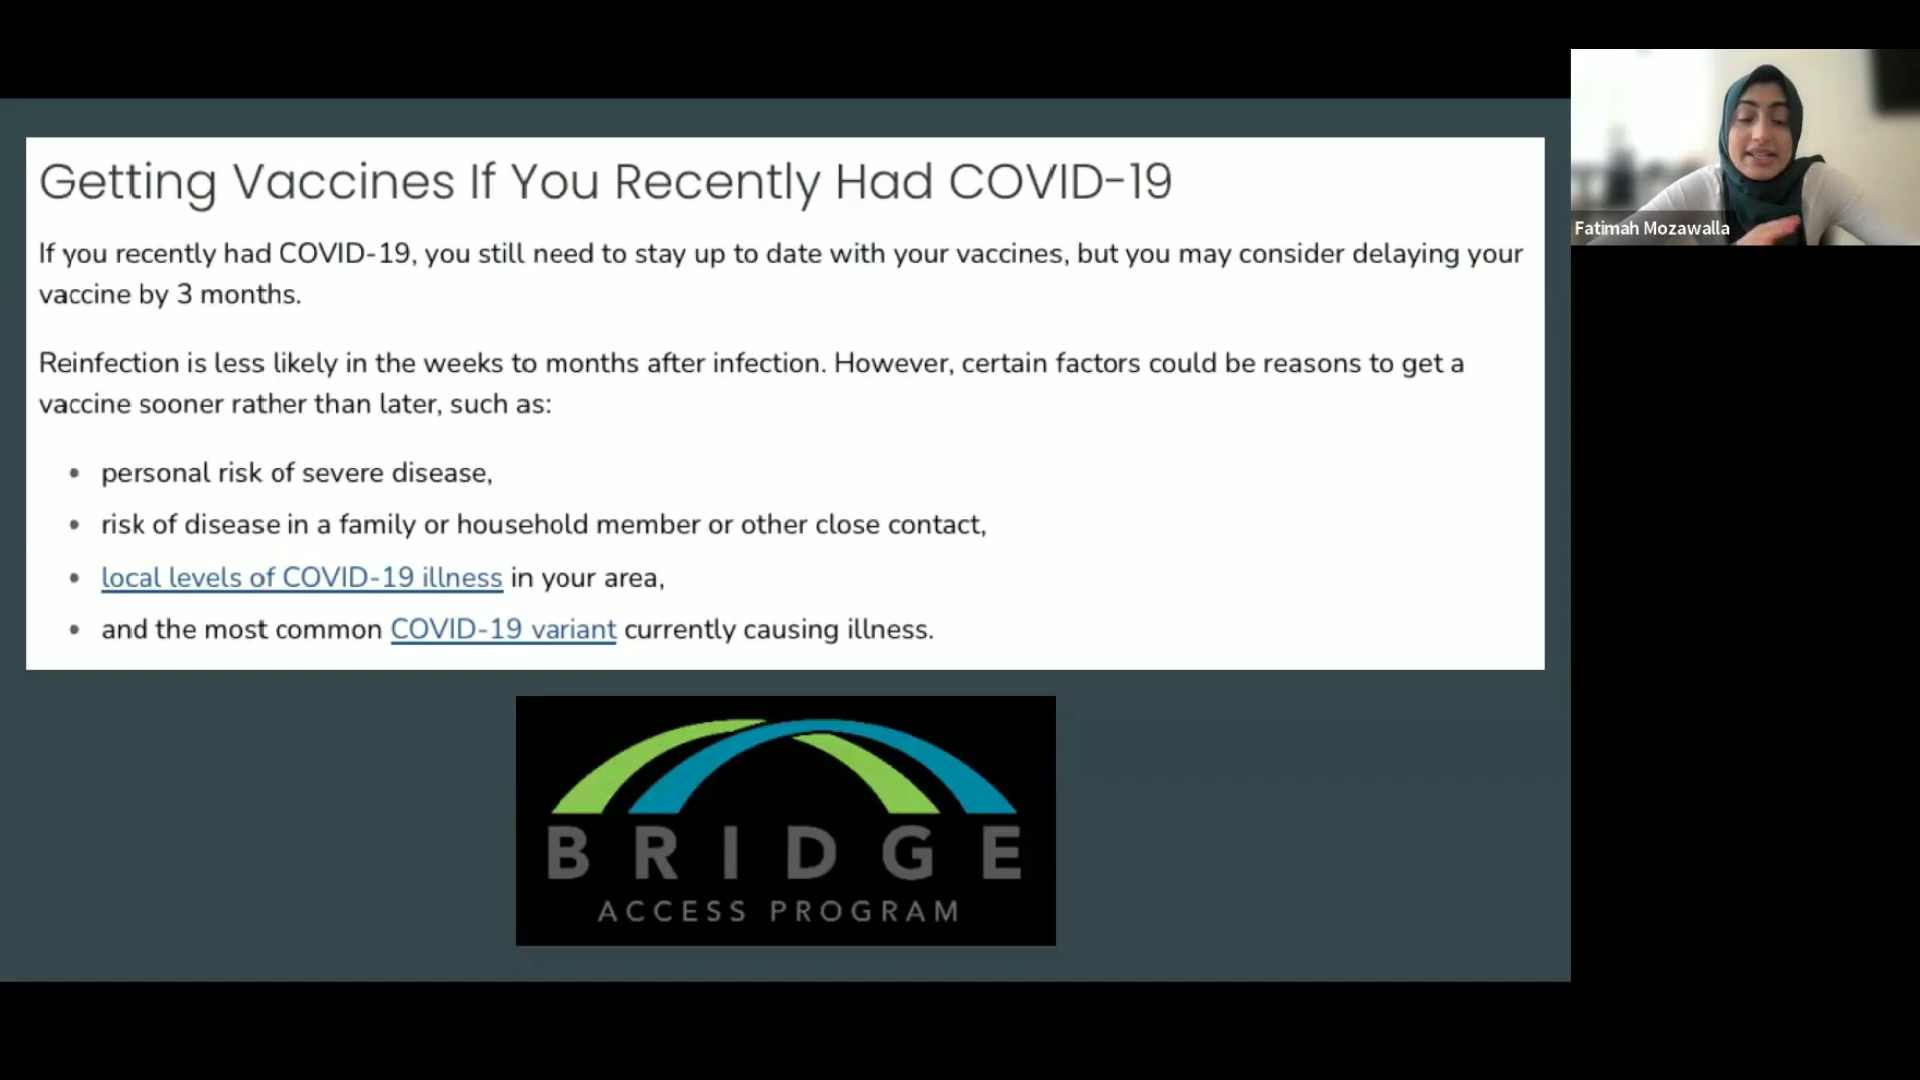 Getting Vaccines If You Recently Had COVID-19
If you recently had COVID-19, you still need to stay up to date with your vaccines, but you may consider delaying your
vaccine by 3 months.
Reinfection is less likely in the weeks to months after infection. However, certain factors could be reasons to get a
vaccine sooner rather than later, such as:
• personal risk of severe disease,
• risk of disease in a family or household member or other close contact,
• local levels of COVID-19 illness in your area,
• and the most common COVID-19 variant currently causing illness.
BRIDGE
ACCESS PROGRAM
Fatimah Mozawalla